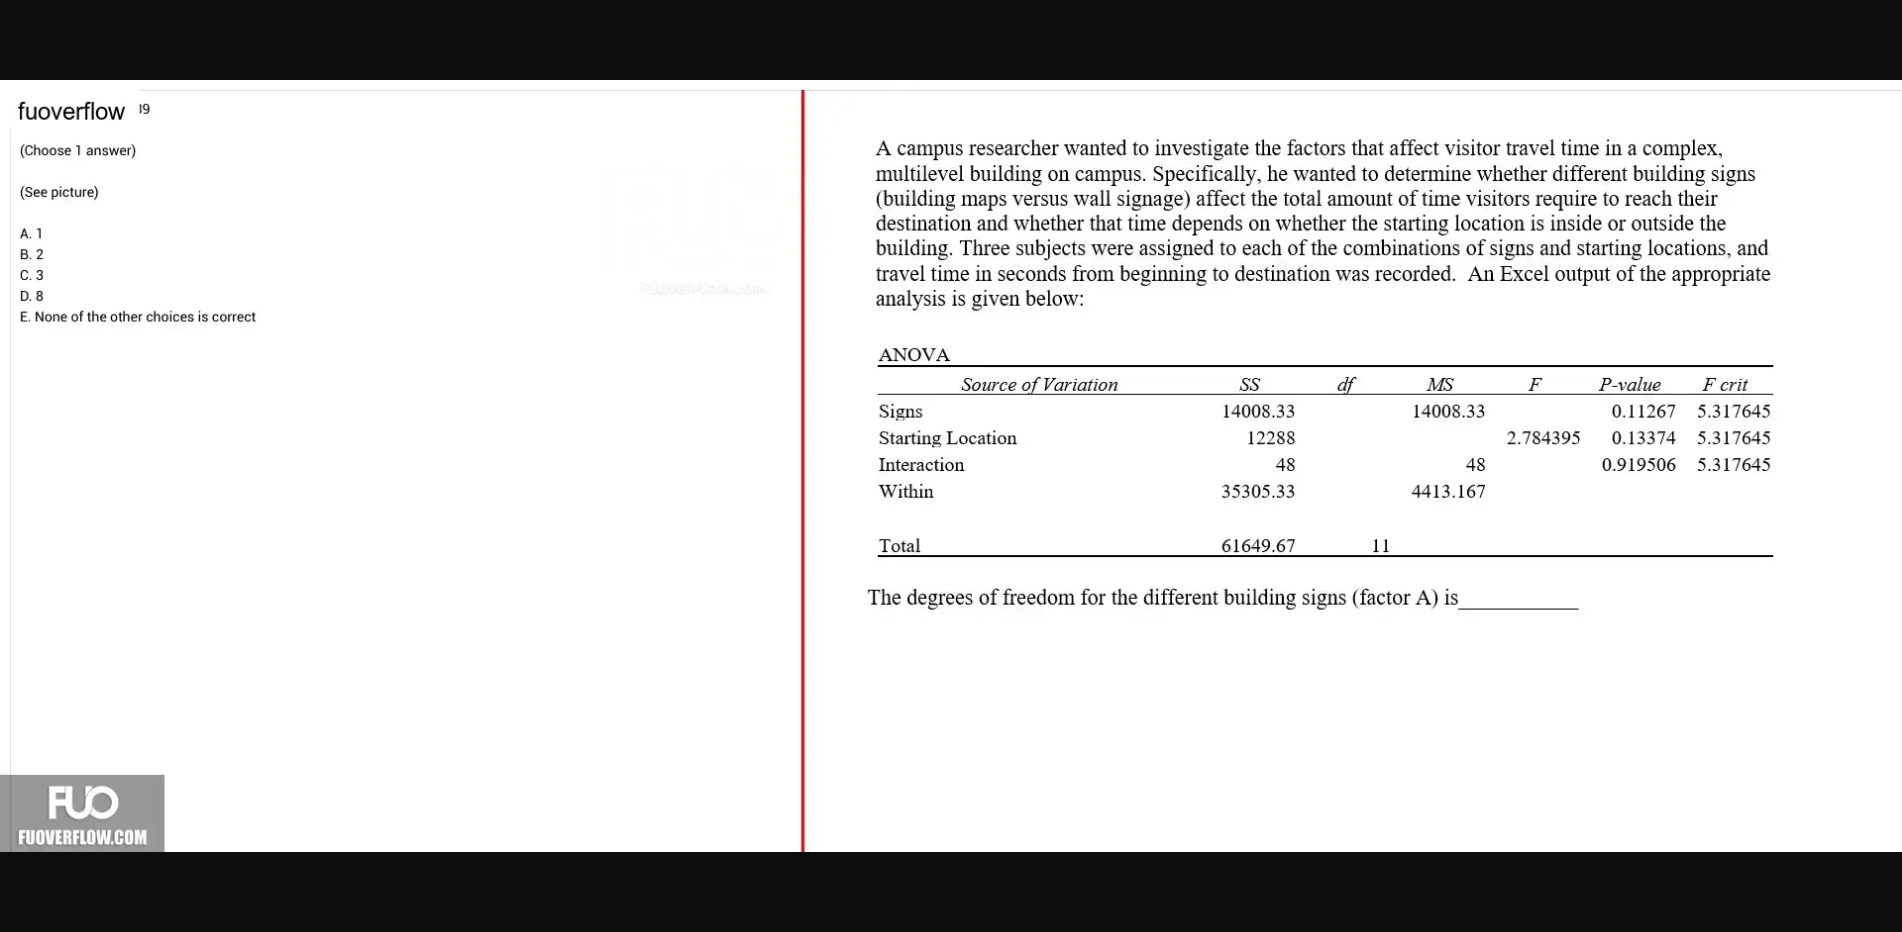 fuoverflow 39
(Choose 1 answer)
(See picture)
A. 1
B. 2
C. 3
D. 8
E. None of the other choices is correct
FUOVERFLOW.COM
A campus researcher wanted to investigate the factors that affect visitor travel time in a complex,
multilevel building on campus. Specifically, he wanted to determine whether different building signs
(building maps versus wall signage) affect the total amount of time visitors require to reach their
destination and whether that time depends on whether the starting location is inside or outside the
building. Three subjects were assigned to each of the combinations of signs and starting locations, and
travel time in seconds from beginning to destination was recorded. An Excel output of the appropriate
analysis is given below:
ANOVA
Source of Variation SS df MS F P-value F crit
Signs 14008.33 14008.33 0.11267 5.317645
Starting Location 12288 2.784395 0.13374 5.317645
Interaction 48 48 0.919506 5.317645
Within 35305.33 4413.167
Total 61649.67 11
The degrees of freedom for the different building signs (factor A) is__________
FUO
FUOVERFLOW.COM